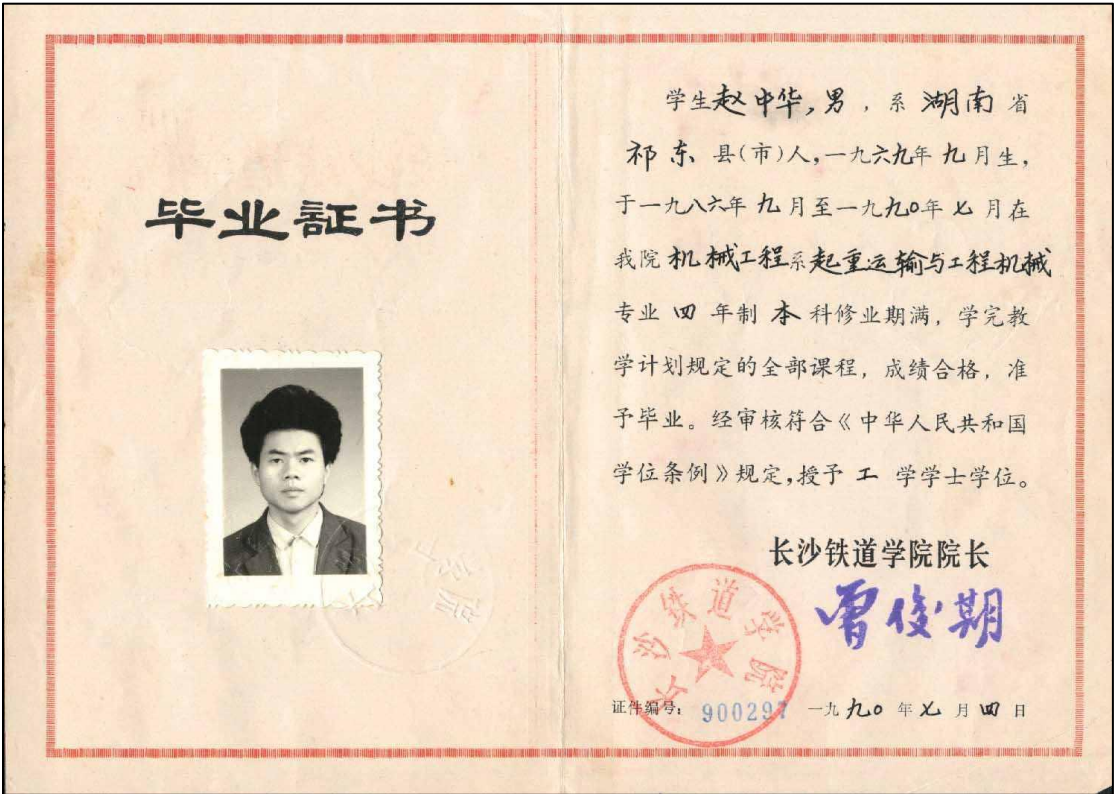 毕业証书
学生赵中华,男,系湖南省
祁东县(市)人,一九六九年九月生,
于一九八六年九月至一九九〇年七月在
我院机械工程系起重运输与工程机械
专业四年制本科修业期满,学完教
学计划规定的全部课程,成绩合格,准
予毕业。经审核符合《中华人民共和国
学位条例》规定,授予工学学士学位。
长沙铁道学院院长
曾俊期
长沙铁道学院
证件编号:900297 一九九〇年七月四日